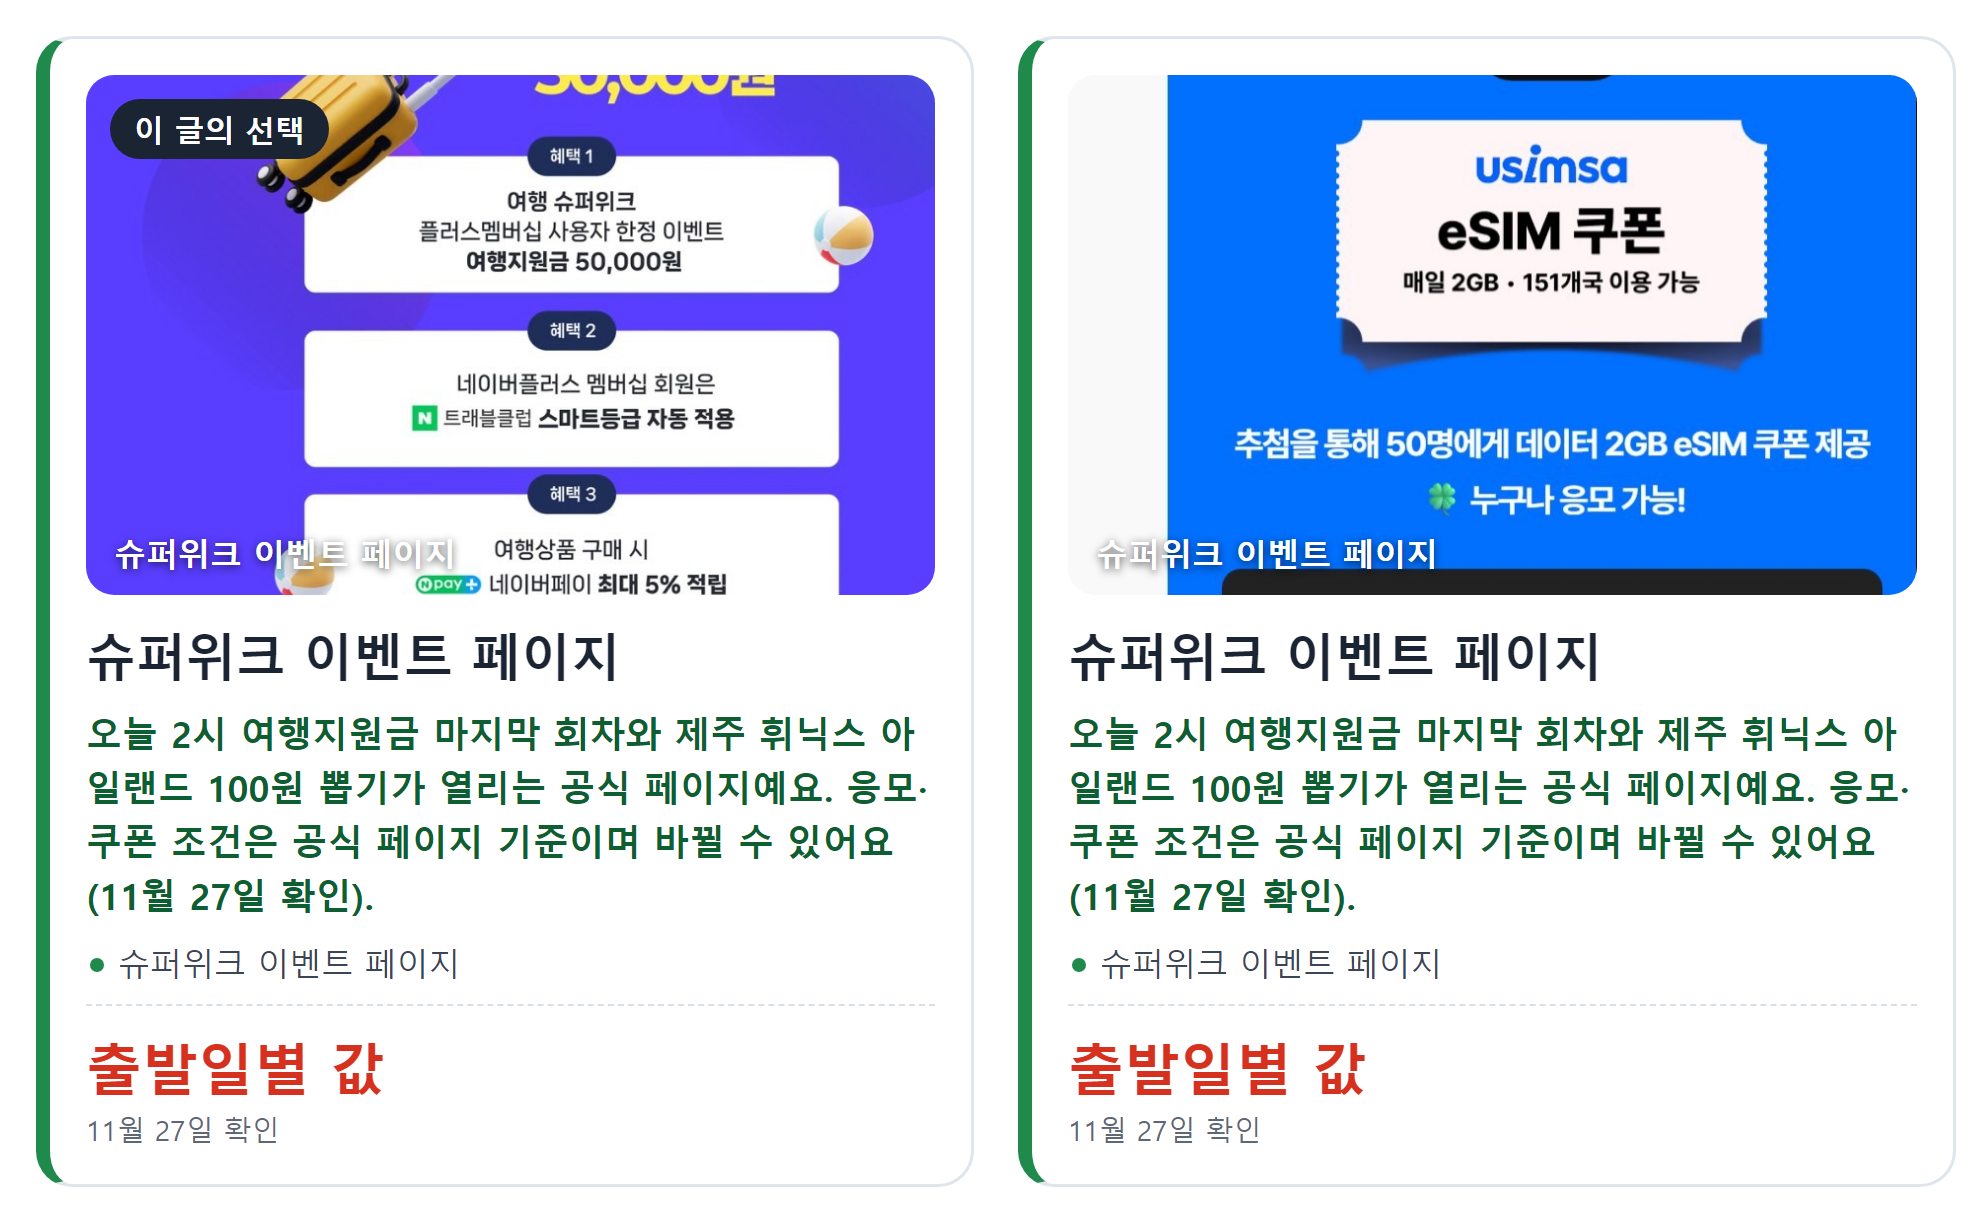 이 글의 선택
50,000원
혜택 1
여행 슈퍼위크
플러스멤버십 사용자 한정 이벤트
여행지원금 50,000원
혜택 2
네이버플러스 멤버십 회원은
N 트래블클럽 스마트등급 자동 적용
혜택 3
여행상품 구매 시
N pay+ 네이버페이 최대 5% 적립
슈퍼위크 이벤트 페이지
슈퍼위크 이벤트 페이지
오늘 2시 여행지원금 마지막 회차와 제주 휘닉스 아
일랜드 100원 뽑기가 열리는 공식 페이지예요. 응모·
쿠폰 조건은 공식 페이지 기준이며 바뀔 수 있어요
(11월 27일 확인).
슈퍼위크 이벤트 페이지
출발일별 값
11월 27일 확인
usimsa
eSIM 쿠폰
매일 2GB • 151개국 이용 가능
추첨을 통해 50명에게 데이터 2GB eSIM 쿠폰 제공
누구나 응모 가능!
슈퍼위크 이벤트 페이지
슈퍼위크 이벤트 페이지
오늘 2시 여행지원금 마지막 회차와 제주 휘닉스 아
일랜드 100원 뽑기가 열리는 공식 페이지예요. 응모·
쿠폰 조건은 공식 페이지 기준이며 바뀔 수 있어요
(11월 27일 확인).
슈퍼위크 이벤트 페이지
출발일별 값
11월 27일 확인